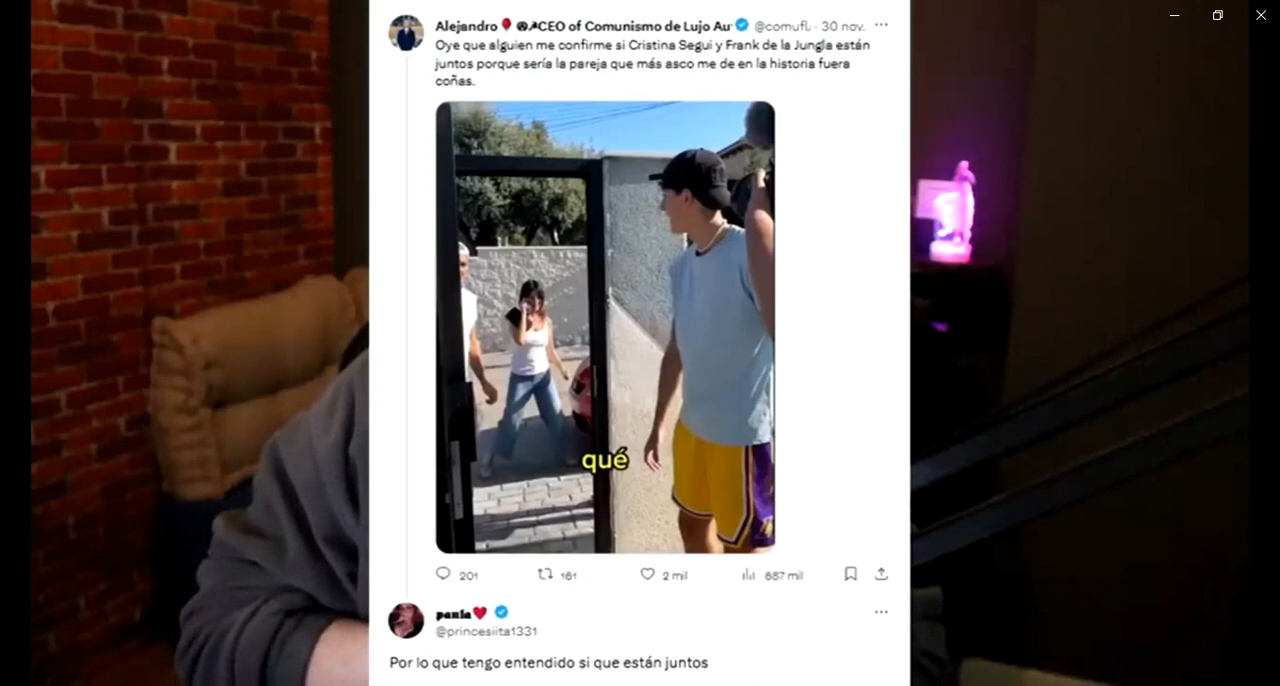 Alejandro CEO of Comunismo de Lujo Au @comufl · 30 nov.
Oye que alguien me confirme si Cristina Segui y Frank de la Jungla están
juntos porque sería la pareja que más asco me de en la historia fuera
coñas.
qué
201 161 2 mil 687 mil
paula
@princesiita1331
Por lo que tengo entendido si que están juntos